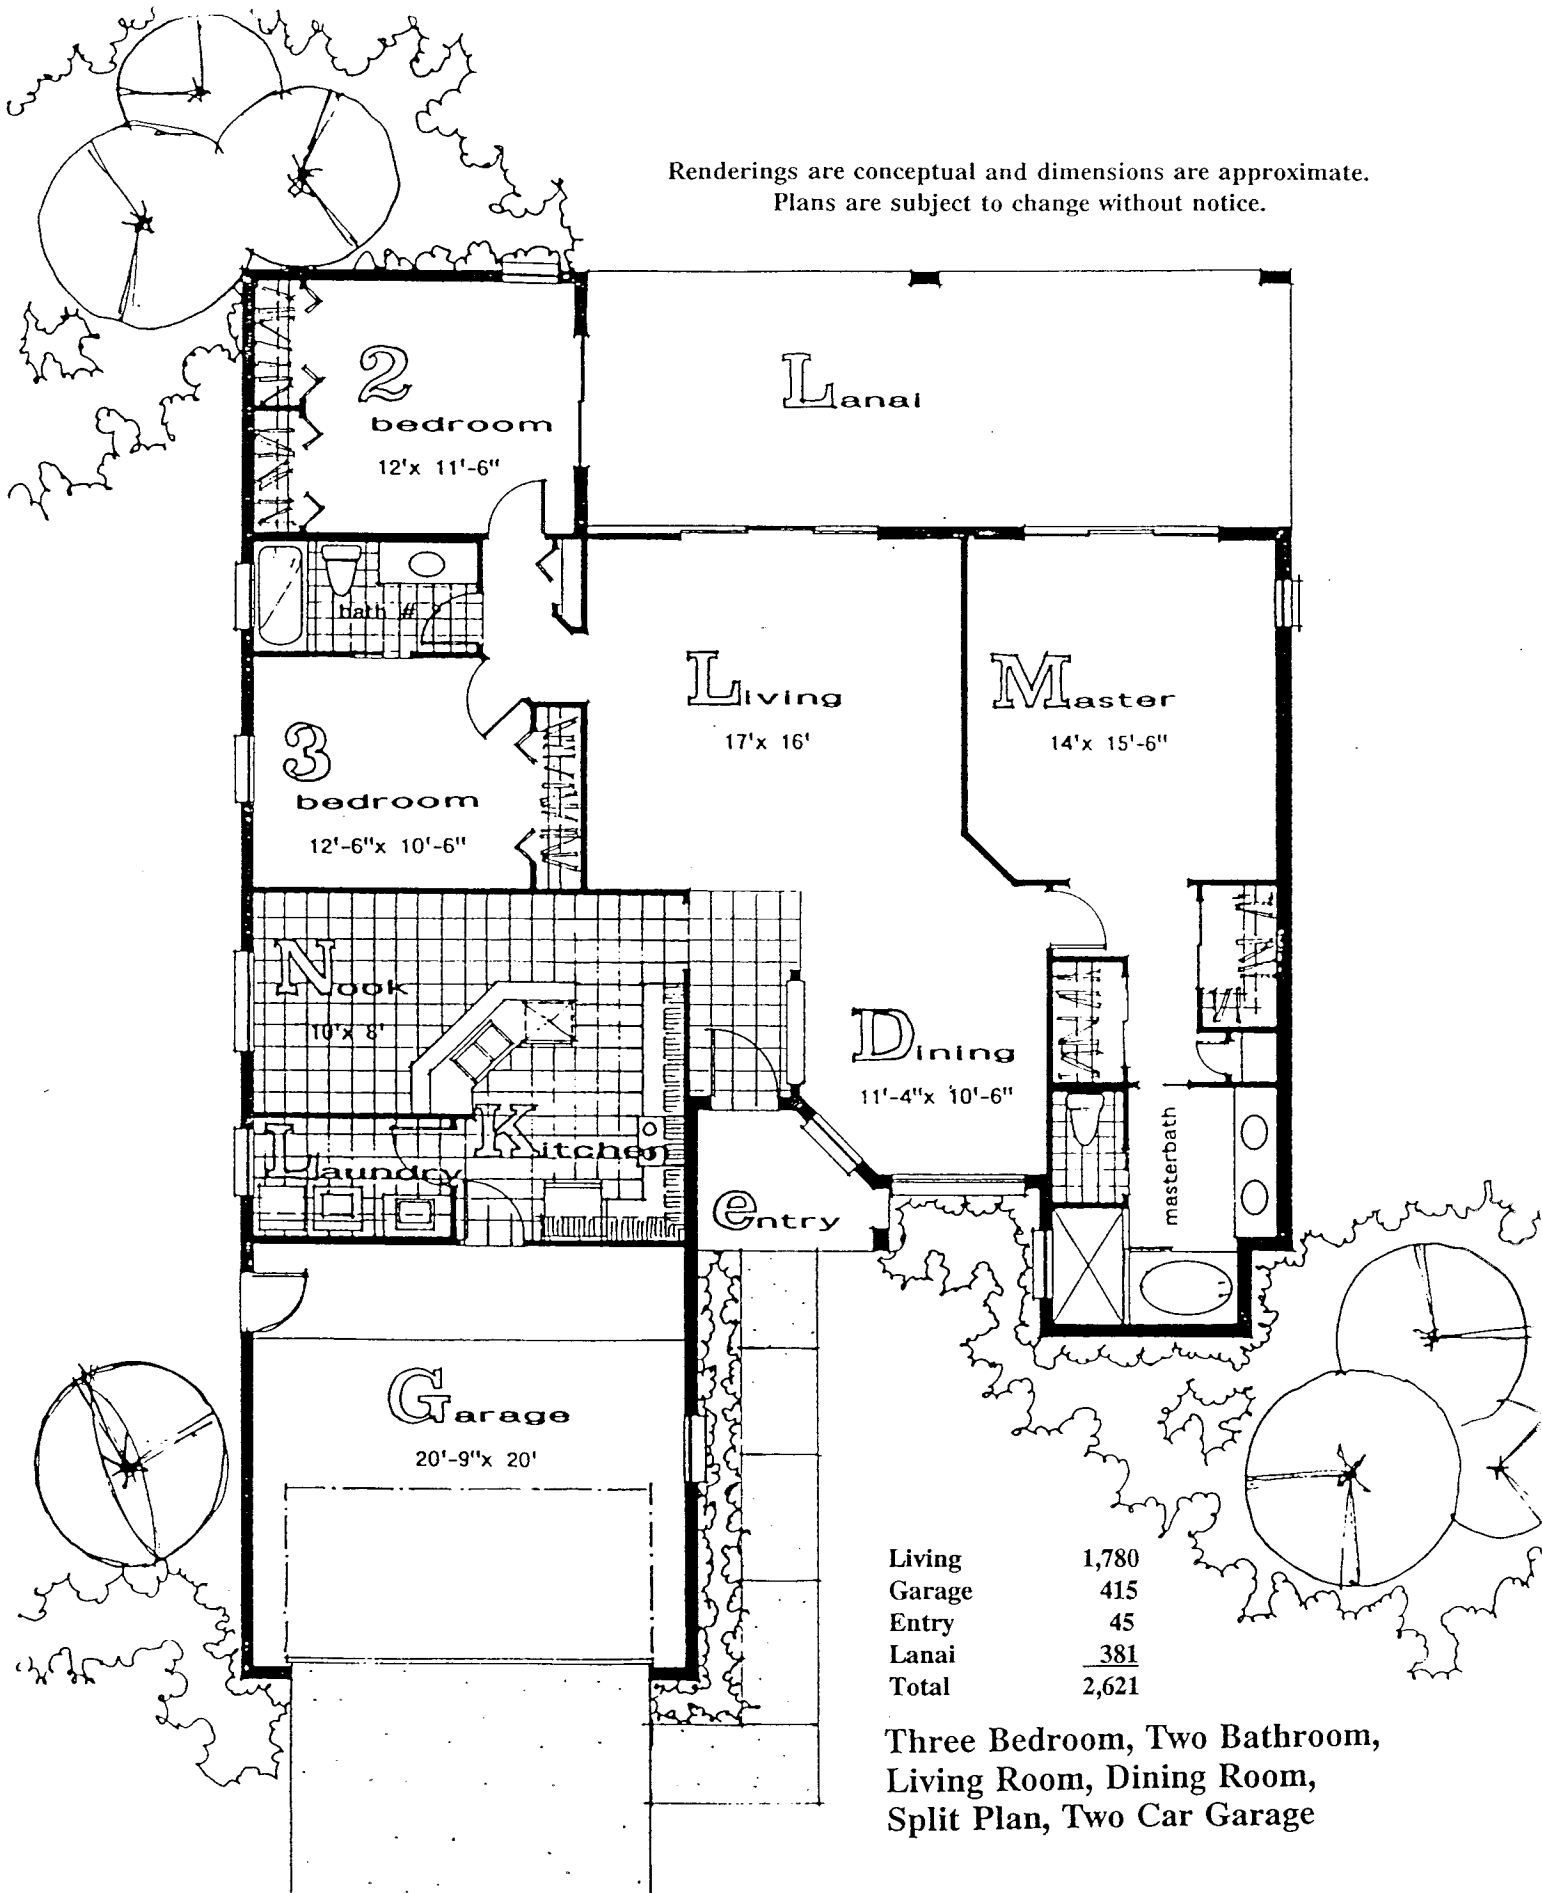 Renderings are conceptual and dimensions are approximate.
Plans are subject to change without notice.
2
bedroom
12'x 11'-6"
Lanai
bath #
Living
17'x 16'
Master
14'x 15'-6"
3
bedroom
12'-6"x 10'-6"
Nook
10'x 8'
Dining
11'-4"x 10'-6"
Kitchen
Laundry
masterbath
entry
Garage
20'-9"x 20'
Living 1,780
Garage 415
Entry 45
Lanai 381
Total 2,621
Three Bedroom, Two Bathroom,
Living Room, Dining Room,
Split Plan, Two Car Garage